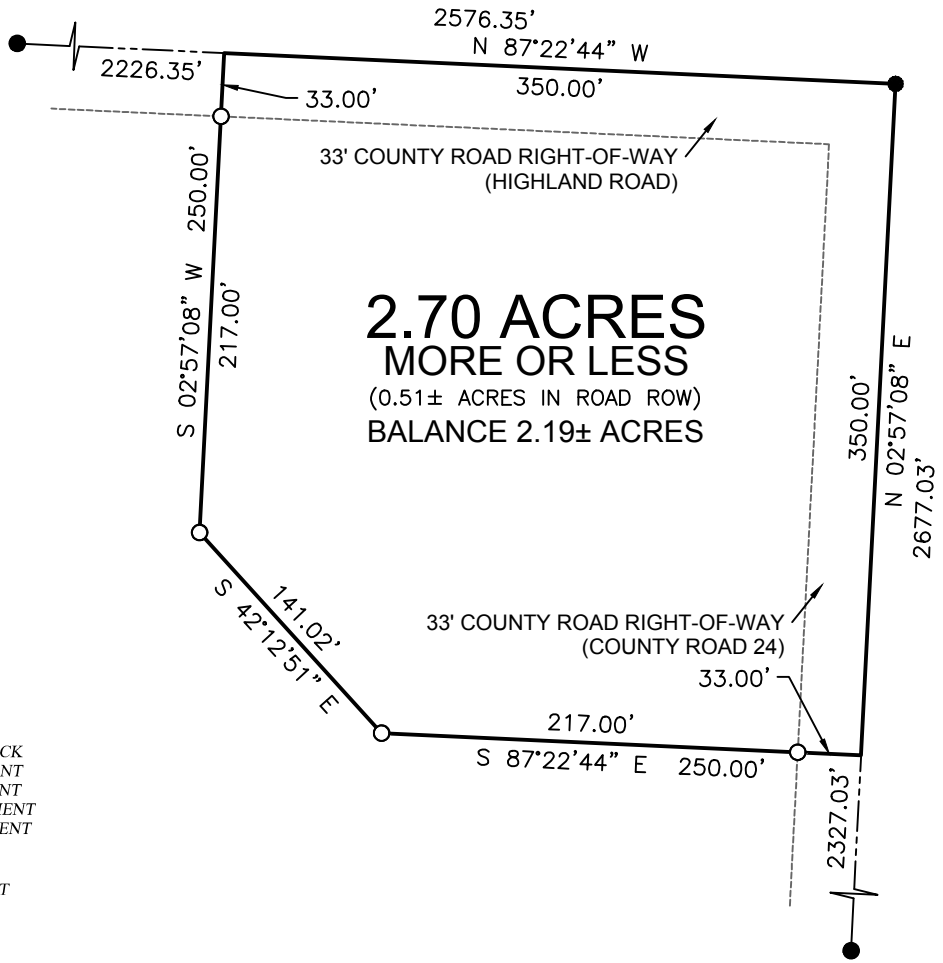 2576.35’
N 87°22’44” W
2226.35’
350.00’
33.00’
33' COUNTY ROAD RIGHT-OF-WAY
(HIGHLAND ROAD)
S 02°57’08” W 250.00’
217.00’
2.70 ACRES
MORE OR LESS
(0.51± ACRES IN ROAD ROW)
BALANCE 2.19± ACRES
350.00’
N 02°57’08” E
2677.03’
141.02’
S 42°12’51” E
33' COUNTY ROAD RIGHT-OF-WAY
(COUNTY ROAD 24)
33.00’
217.00’
S 87°22’44” E 250.00’
2327.03’